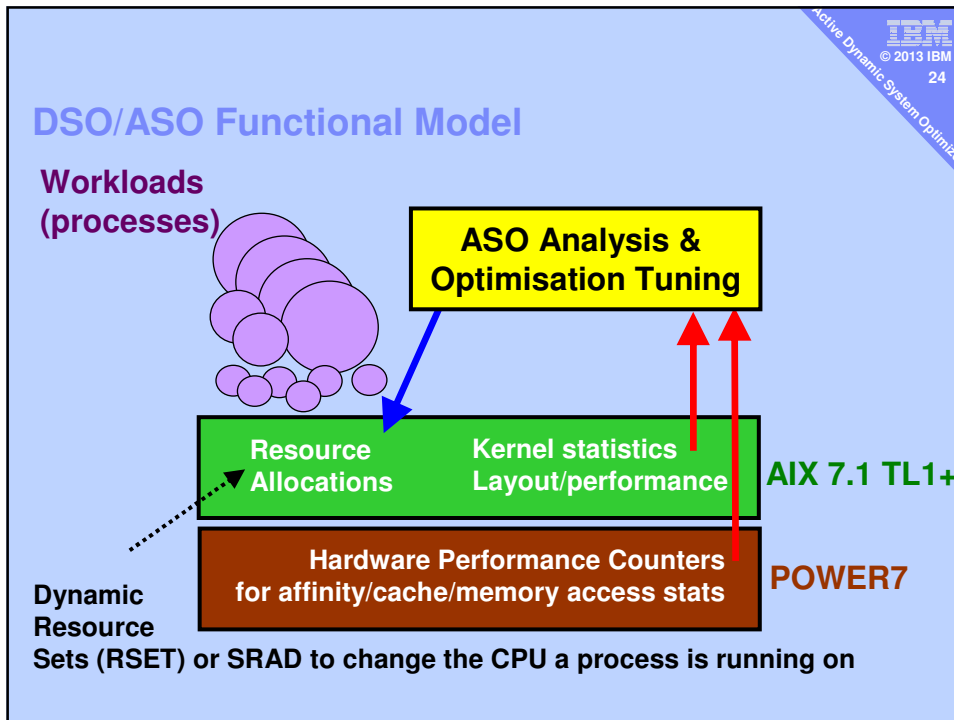 Active Dynamic System Optimiz
IBM
© 2013 IBM
24
DSO/ASO Functional Model
Workloads
(processes)
ASO Analysis &
Optimisation Tuning
Resource
Allocations
Kernel statistics
Layout/performance
AIX 7.1 TL1+
Hardware Performance Counters
for affinity/cache/memory access stats
POWER7
Dynamic
Resource
Sets (RSET) or SRAD to change the CPU a process is running on